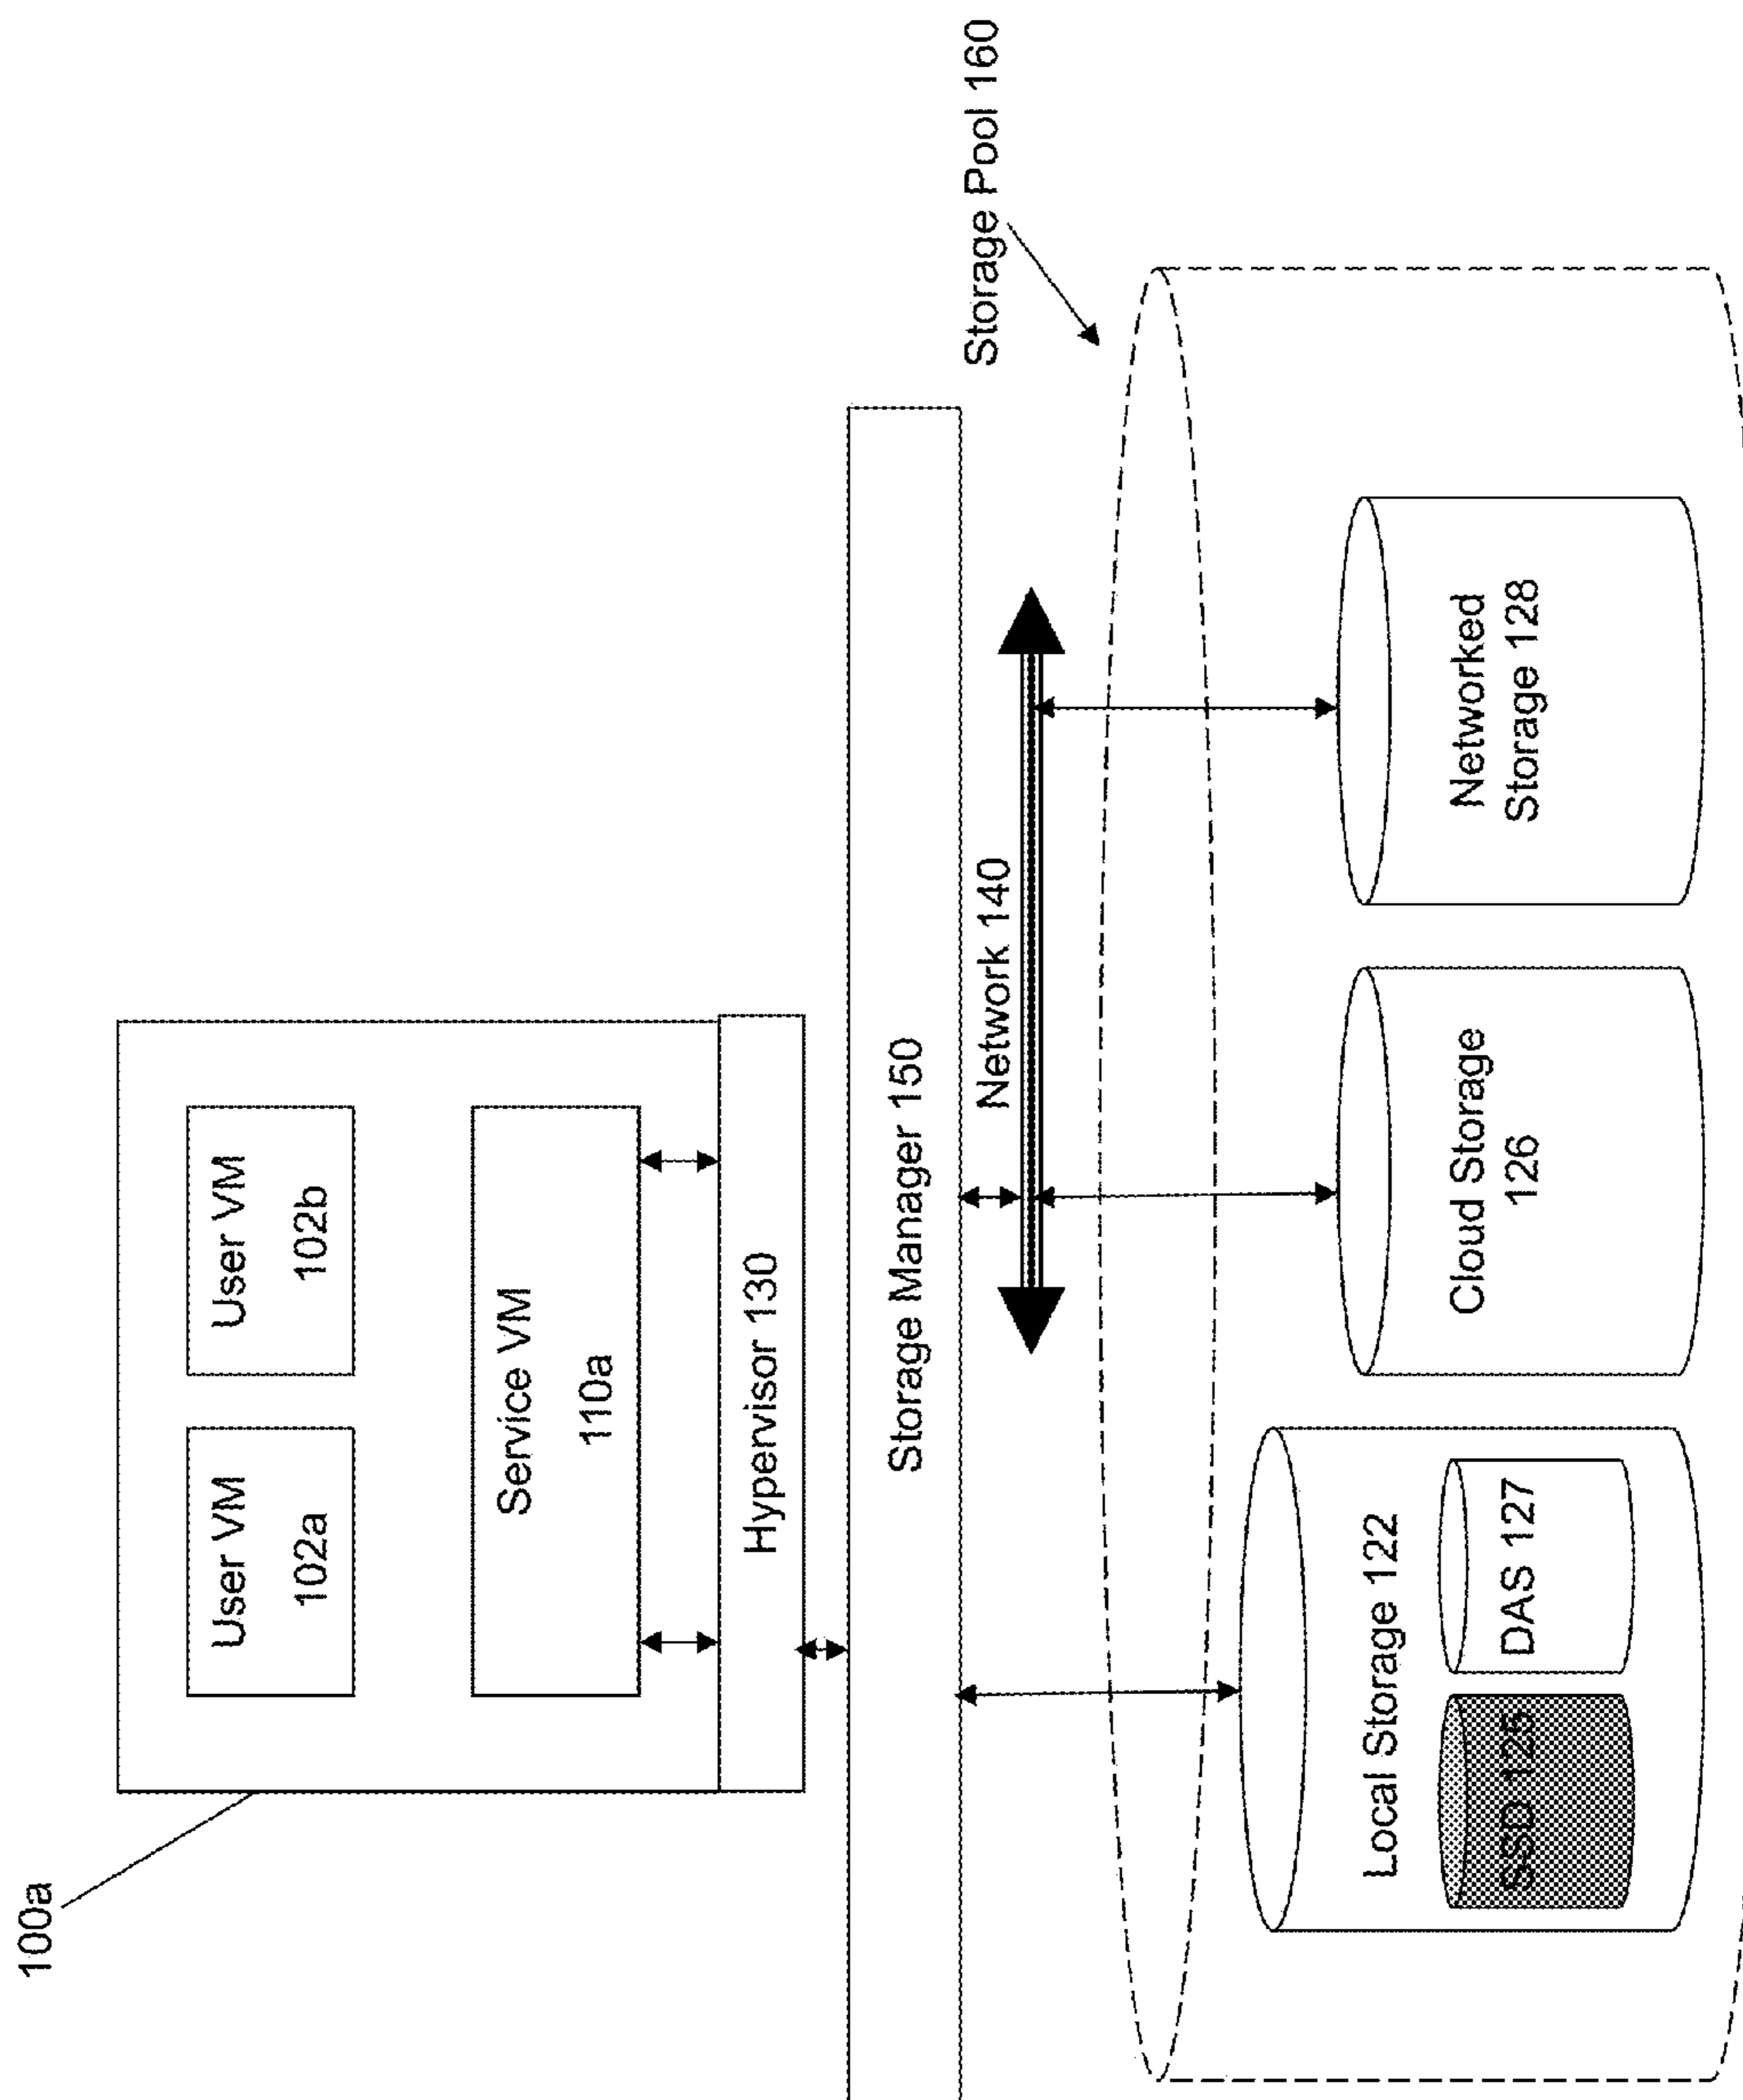 100a
User VM
102a
User VM
102b
Service VM
110a
Hypervisor 130
Storage Manager 150
Network 140
Storage Pool 160
Local Storage 122
SSD 125
DAS 127
Cloud Storage
126
Networked
Storage 128